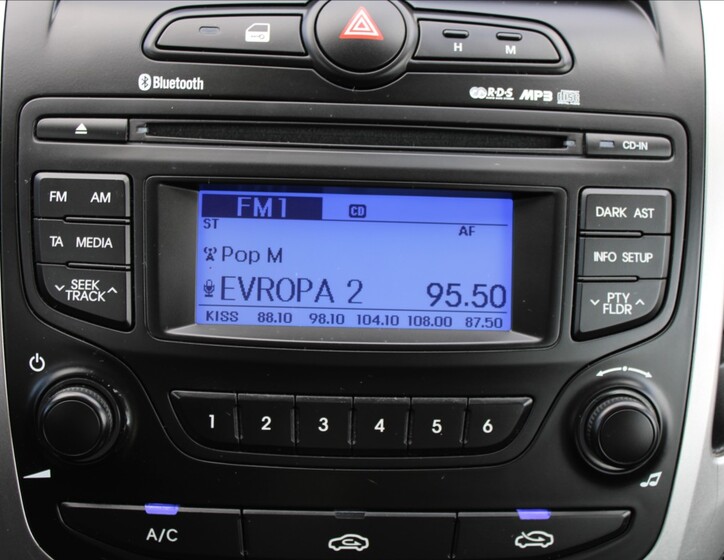 H M
Bluetooth
R·D·S MP3
CD-IN
FM AM
FM1 CD
DARK AST
ST
AF
TA MEDIA
Pop M
INFO SETUP
SEEK
TRACK
EVROPA 2 95.50
PTY
FLDR
KISS 88.10 98.10 104.10 108.00 87.50
1 2 3 4 5 6
A/C